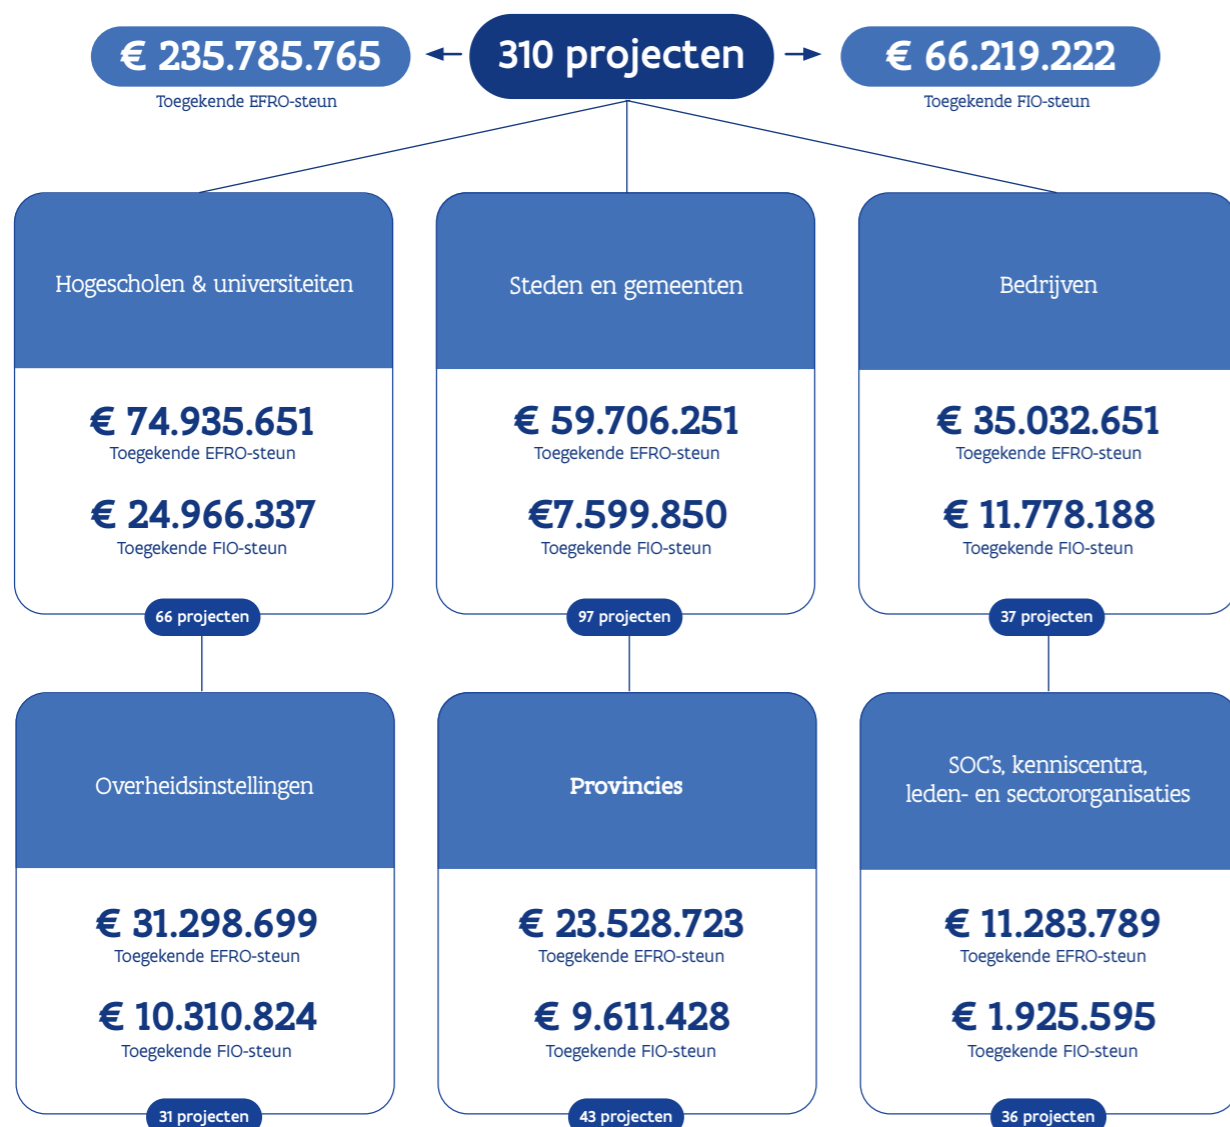 € 235.785.765
Toegekende EFRO-steun
310 projecten
€ 66.219.222
Toegekende FIO-steun
Hogescholen & universiteiten
€ 74.935.651
Toegekende EFRO-steun
€ 24.966.337
Toegekende FIO-steun
66 projecten
Steden en gemeenten
€ 59.706.251
Toegekende EFRO-steun
€7.599.850
Toegekende FIO-steun
97 projecten
Bedrijven
€ 35.032.651
Toegekende EFRO-steun
€ 11.778.188
Toegekende FIO-steun
37 projecten
Overheidsinstellingen
€ 31.298.699
Toegekende EFRO-steun
€ 10.310.824
Toegekende FIO-steun
31 projecten
Provincies
€ 23.528.723
Toegekende EFRO-steun
€ 9.611.428
Toegekende FIO-steun
43 projecten
SOC's, kenniscentra,
leden- en sectororganisaties
€ 11.283.789
Toegekende EFRO-steun
€ 1.925.595
Toegekende FIO-steun
36 projecten